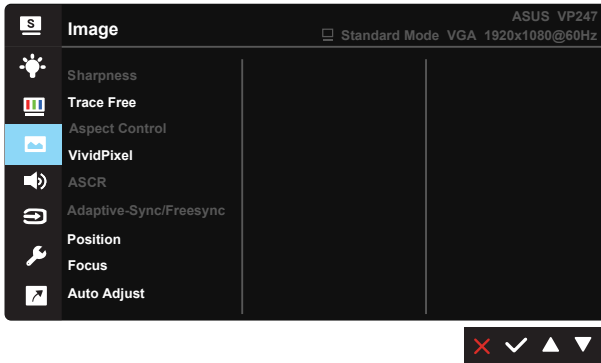 S
Image
ASUS VP247
Standard Mode VGA 1920x1080@60Hz
Sharpness
Trace Free
Aspect Control
VividPixel
ASCR
Adaptive-Sync/Freesync
Position
Focus
Auto Adjust